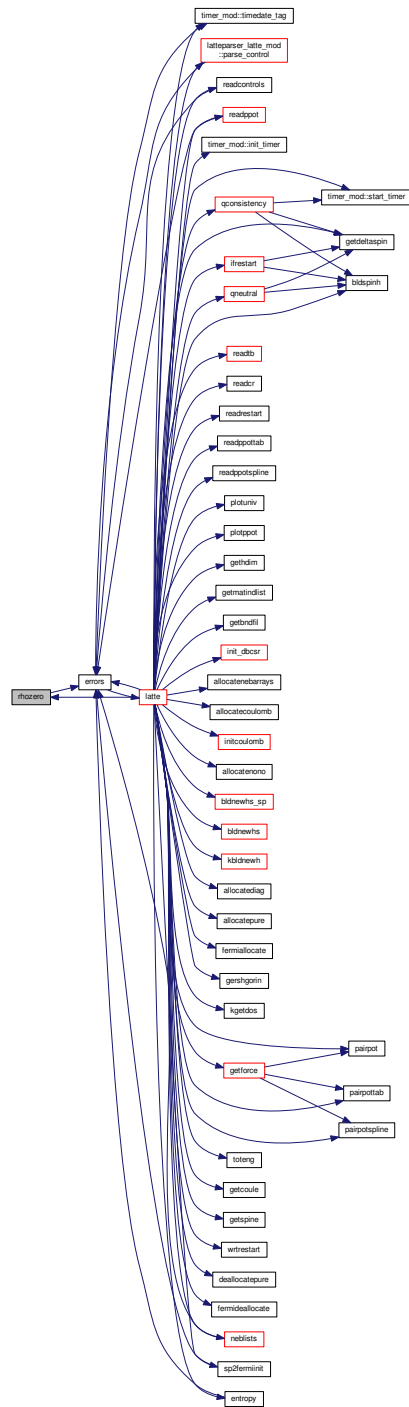 timer_mod::timedate_tag
latteparser_latte_mod
::parse_control
readcontrols
readppot
timer_mod::init_timer
qconsistency
timer_mod::start_timer
getdeltaspin
ifrestart
bldspinh
qneutral
readtb
readcr
readrestart
readppottab
readppotspline
plotuniv
plotppot
gethdim
getmatindlist
getbndfil
init_dbcsr
errors
allocatenebarrays
rhozero
latte
allocatecoulomb
initcoulomb
allocatenono
bldnewhs_sp
bldnewhs
kbldnewh
allocatediag
allocatepure
fermiallocate
gershgorin
kgetdos
pairpot
getforce
pairpottab
pairpotspline
toteng
getcoule
getspine
wrtrestart
deallocatepure
fermideallocate
neblists
sp2fermiinit
entropy